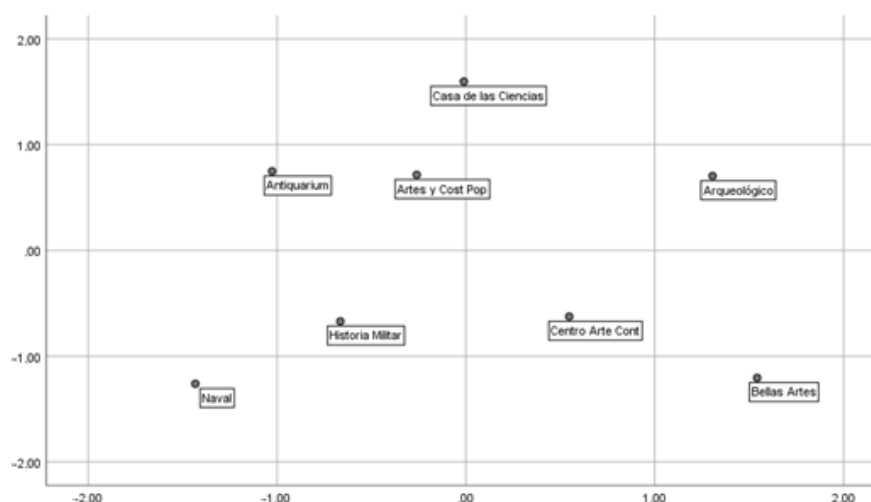 2.00
Casa de las Ciencias
1.00
Antiquarium
Artes y Cost Pop
Arqueológico
.00
Historia Militar
Centro Arte Cont
-1.00
Naval
Bellas Artes
-2.00
-2.00 -1.00 .00 1.00 2.00